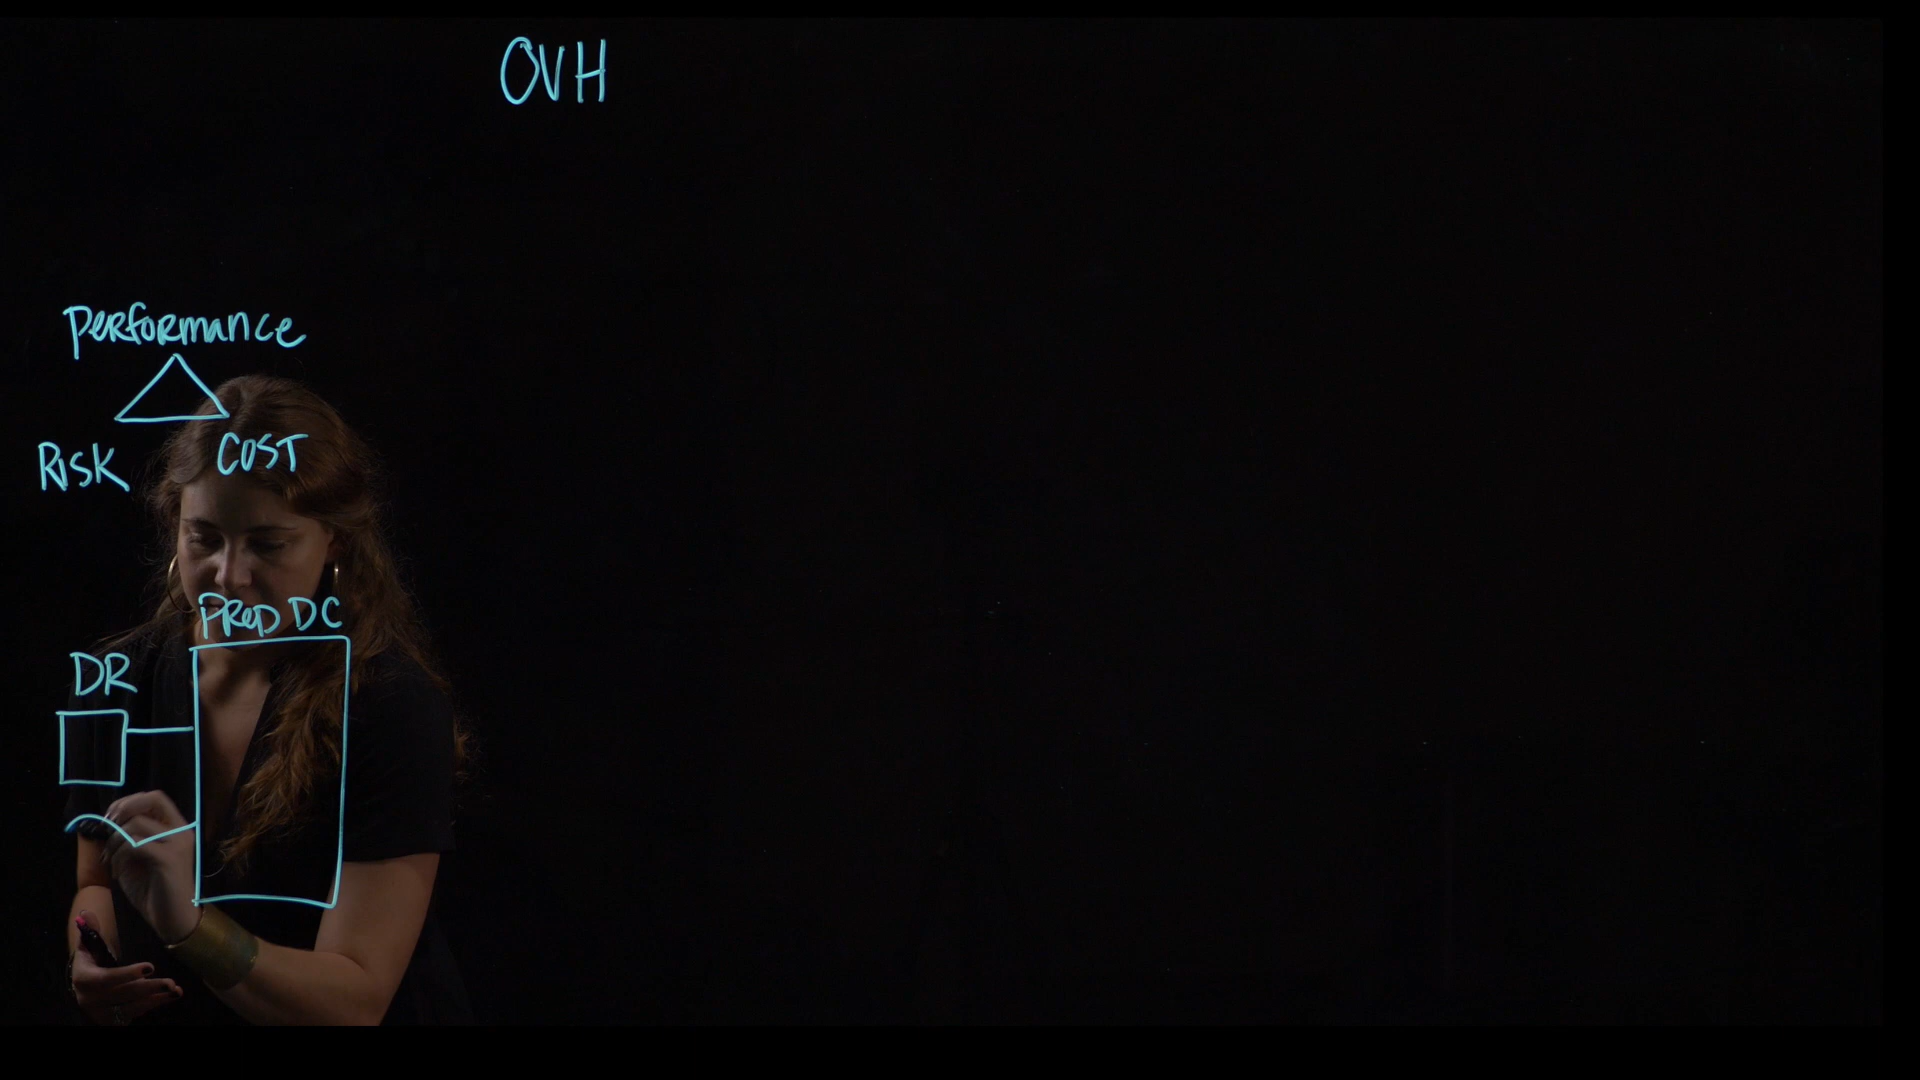 OVH
Performance
Risk
COST
PROD DC
DR